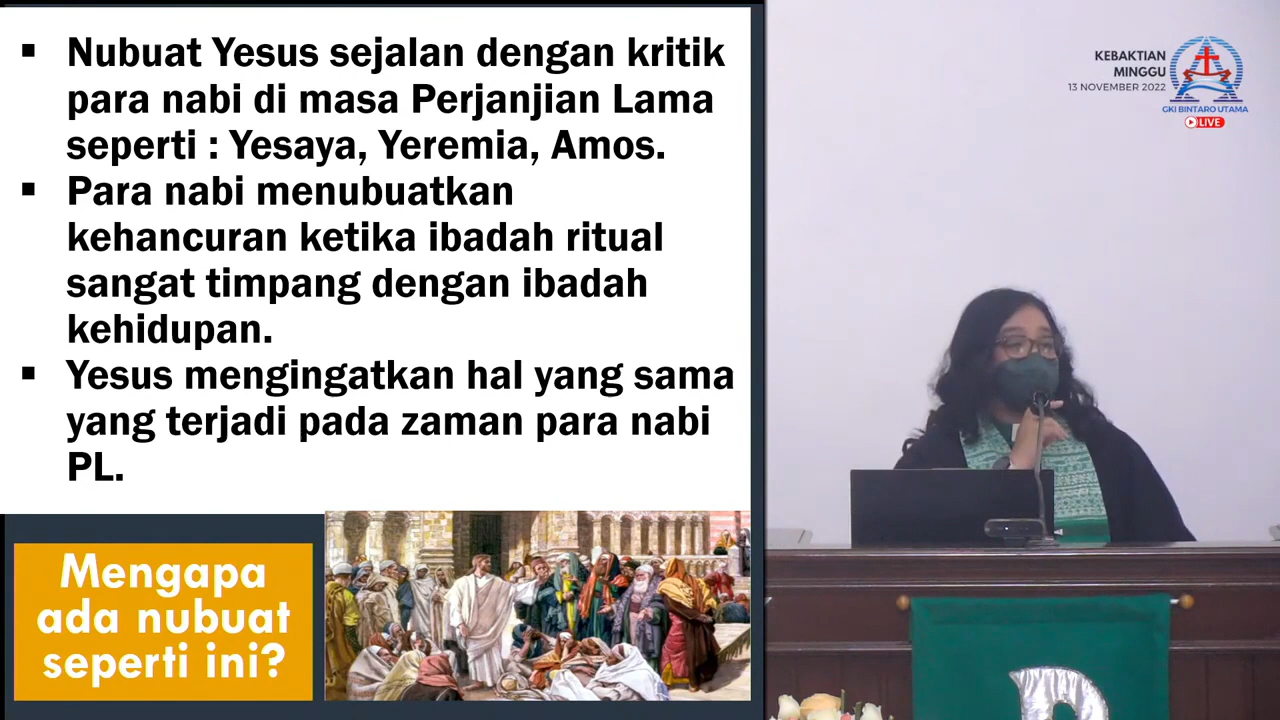 ▪ Nubuat Yesus sejalan dengan kritik
para nabi di masa Perjanjian Lama
seperti : Yesaya, Yeremia, Amos.
▪ Para nabi menubuatkan
kehancuran ketika ibadah ritual
sangat timpang dengan ibadah
kehidupan.
▪ Yesus mengingatkan hal yang sama
yang terjadi pada zaman para nabi
PL.
Mengapa
ada nubuat
seperti ini?
KEBAKTIAN
MINGGU
13 NOVEMBER 2022
GKI BINTARO UTAMA
LIVE